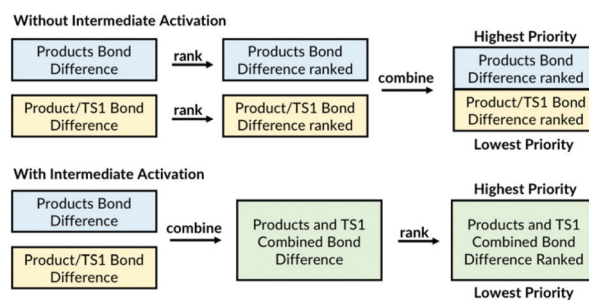 Without Intermediate Activation
Highest Priority
Products Bond
Difference
rank
Products Bond
Difference ranked
combine
Products Bond
Difference ranked
Product/TS1 Bond
Difference
rank
Product/TS1 Bond
Difference ranked
Product/TS1 Bond
Difference ranked
Lowest Priority
With Intermediate Activation
Highest Priority
Products Bond
Difference
combine
Products and TS1
Combined Bond
Difference
rank
Products and TS1
Combined Bond
Difference Ranked
Product/TS1 Bond
Difference
Lowest Priority